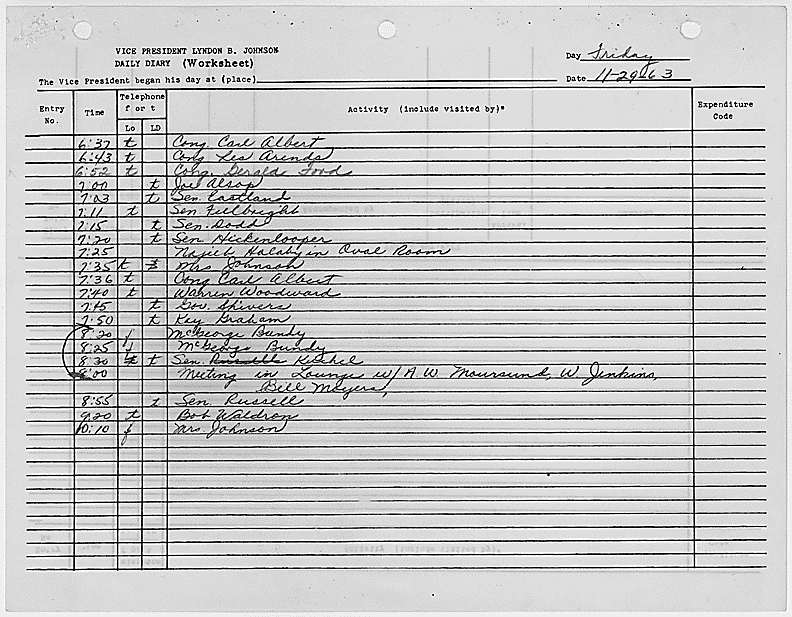 VICE PRESIDENT LYNDON B. JOHNSON
DAILY DIARY (Worksheet)
Day Friday
The Vice President began his day at (place)
Date 11-29-63
Entry No. Time Telephone f or t Lo LD Activity (include visited by)* Expenditure Code
6:37 t Cong. Carl Albert
6:43 t Cong Les Arends
6:52 t Cong. Gerald Ford
7:00 t Joe Alsop
7:03 t Sen. Eastland
7:11 t Sen Fulbright
7:15 t Sen. Dodd
7:20 t Sen Hickenlooper
7:25 Najeeb Halaby in Oval Room
7:35 t t Mrs Johnson
7:36 t Cong Carl Albert
7:40 t Warren Woodward
7:45 t Gov. Shivers
7:50 t Kay Graham
8:20 f McGeorge Bundy
8:25 f McGeorge Bundy
8:30 t t Sen. Russell Kuchel
8:00 Meeting in Lounge w/ A W. Moursund, W. Jenkins,
Bill Moyers,
8:55 t Sen. Russell
9:20 t Bob Waldron
10:10 f Mrs. Johnson